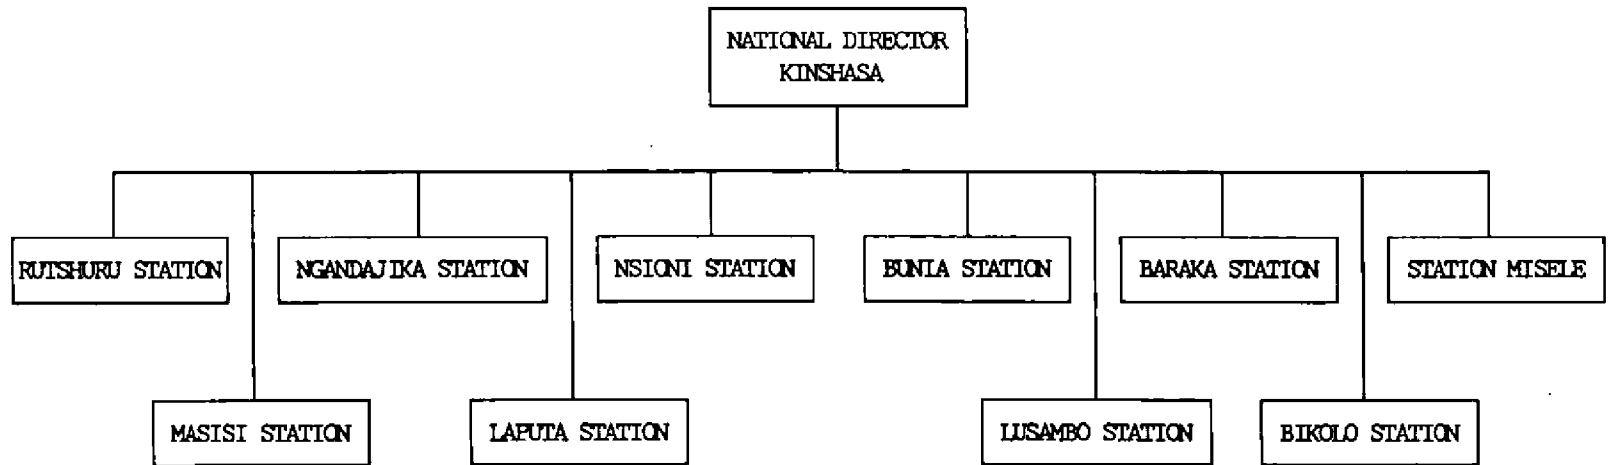 NATIONAL DIRECTOR
KINSHASA
RUTSHURU STATION
NGANDAJIKA STATION
NSIONI STATION
BUNIA STATION
BARAKA STATION
STATION MISELE
MASISI STATION
LAPUTA STATION
LUSAMBO STATION
BIKOLO STATION